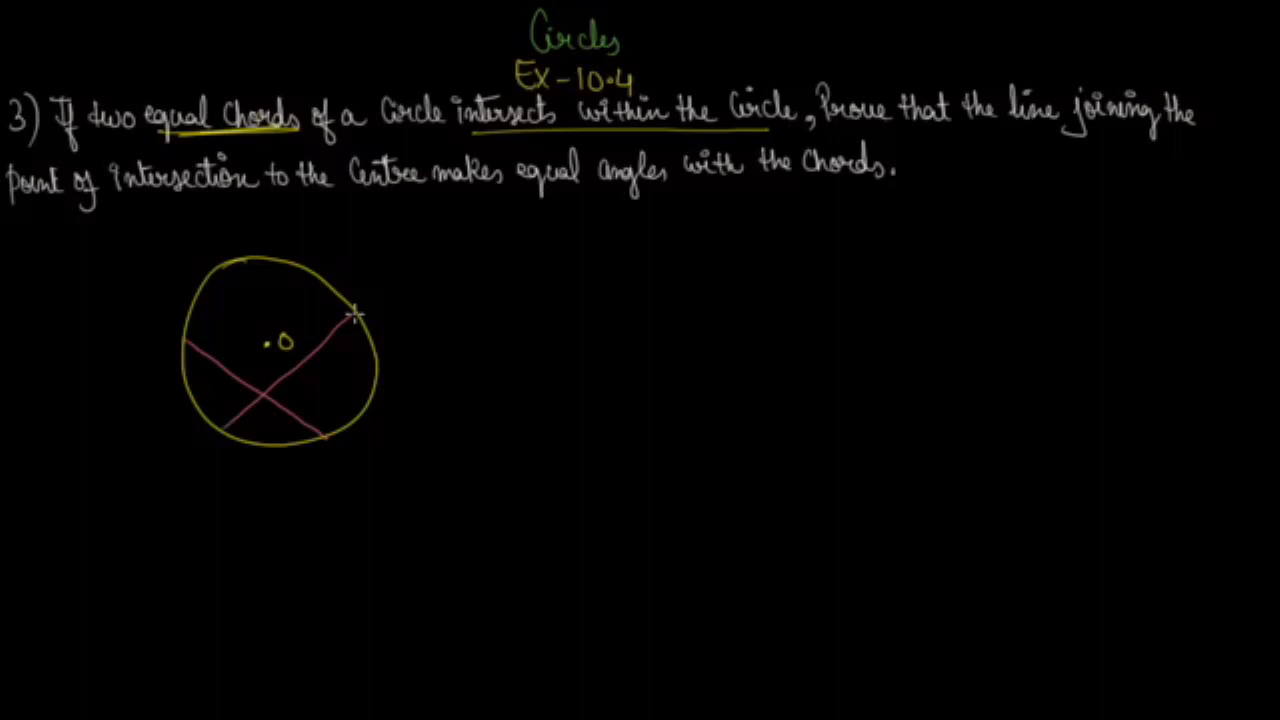 Circles
Ex-10.4
3) If two equal chords of a circle intersects within the circle, Prove that the line joining the
point of intersection to the centre makes equal angles with the chords.
O